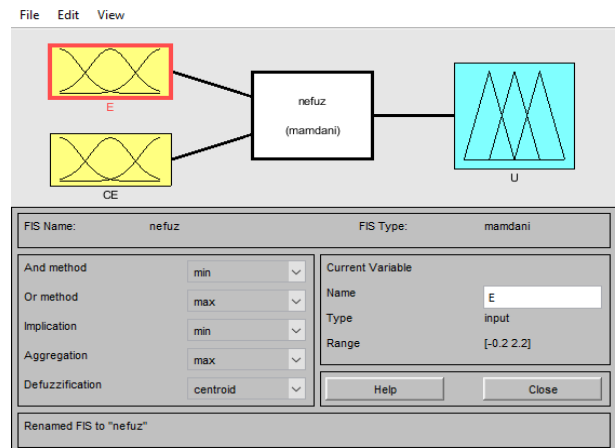 File Edit View
E
nefuz
(mamdani)
CE
U
FIS Name: nefuz FIS Type: mamdani
And method min
Or method max
Implication min
Aggregation max
Defuzzification centroid
Current Variable
Name E
Type input
Range [-0.2 2.2]
Help Close
Renamed FIS to "nefuz"